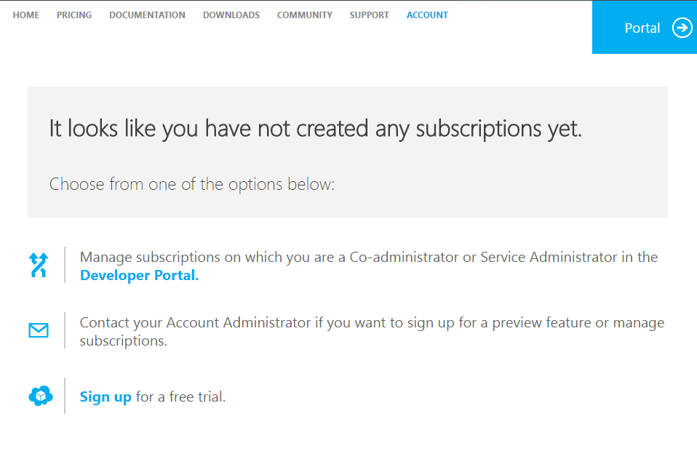 HOME PRICING DOCUMENTATION DOWNLOADS COMMUNITY SUPPORT ACCOUNT
Portal
It looks like you have not created any subscriptions yet.
Choose from one of the options below:
Manage subscriptions on which you are a Co-administrator or Service Administrator in the
Developer Portal.
Contact your Account Administrator if you want to sign up for a preview feature or manage
subscriptions.
Sign up for a free trial.